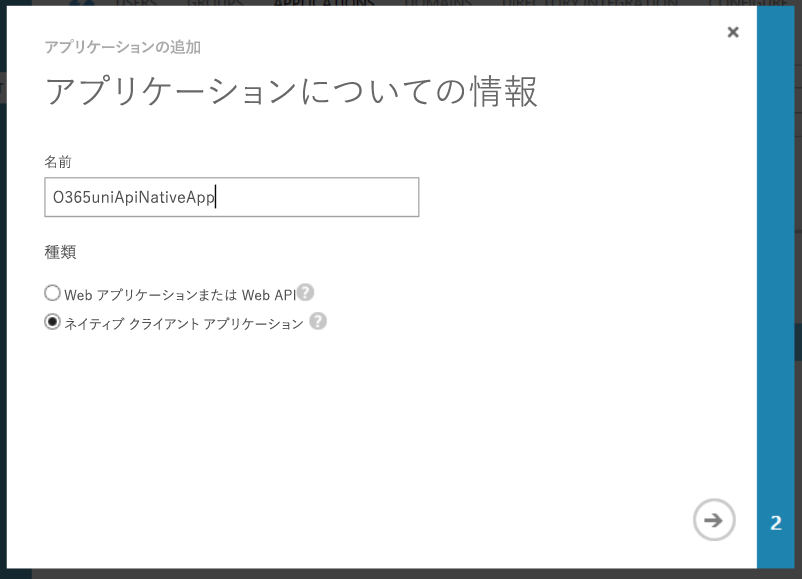 USERS GROUPS APPLICATIONS DOMAINS DIRECTORY INTEGRATION CONFIGURE
アプリケーションの追加
アプリケーションについての情報
名前
O365uniApiNativeApp
種類
Web アプリケーションまたは Web API
ネイティブ クライアント アプリケーション
2